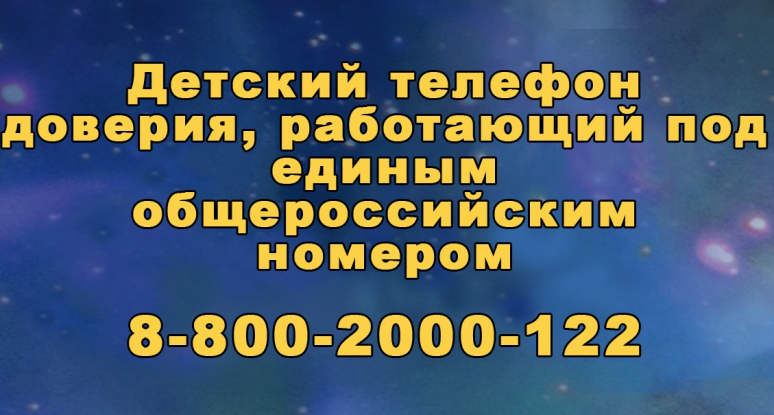 Детский телефон
доверия, работающий под
единым
общероссийским
номером
8-800-2000-122